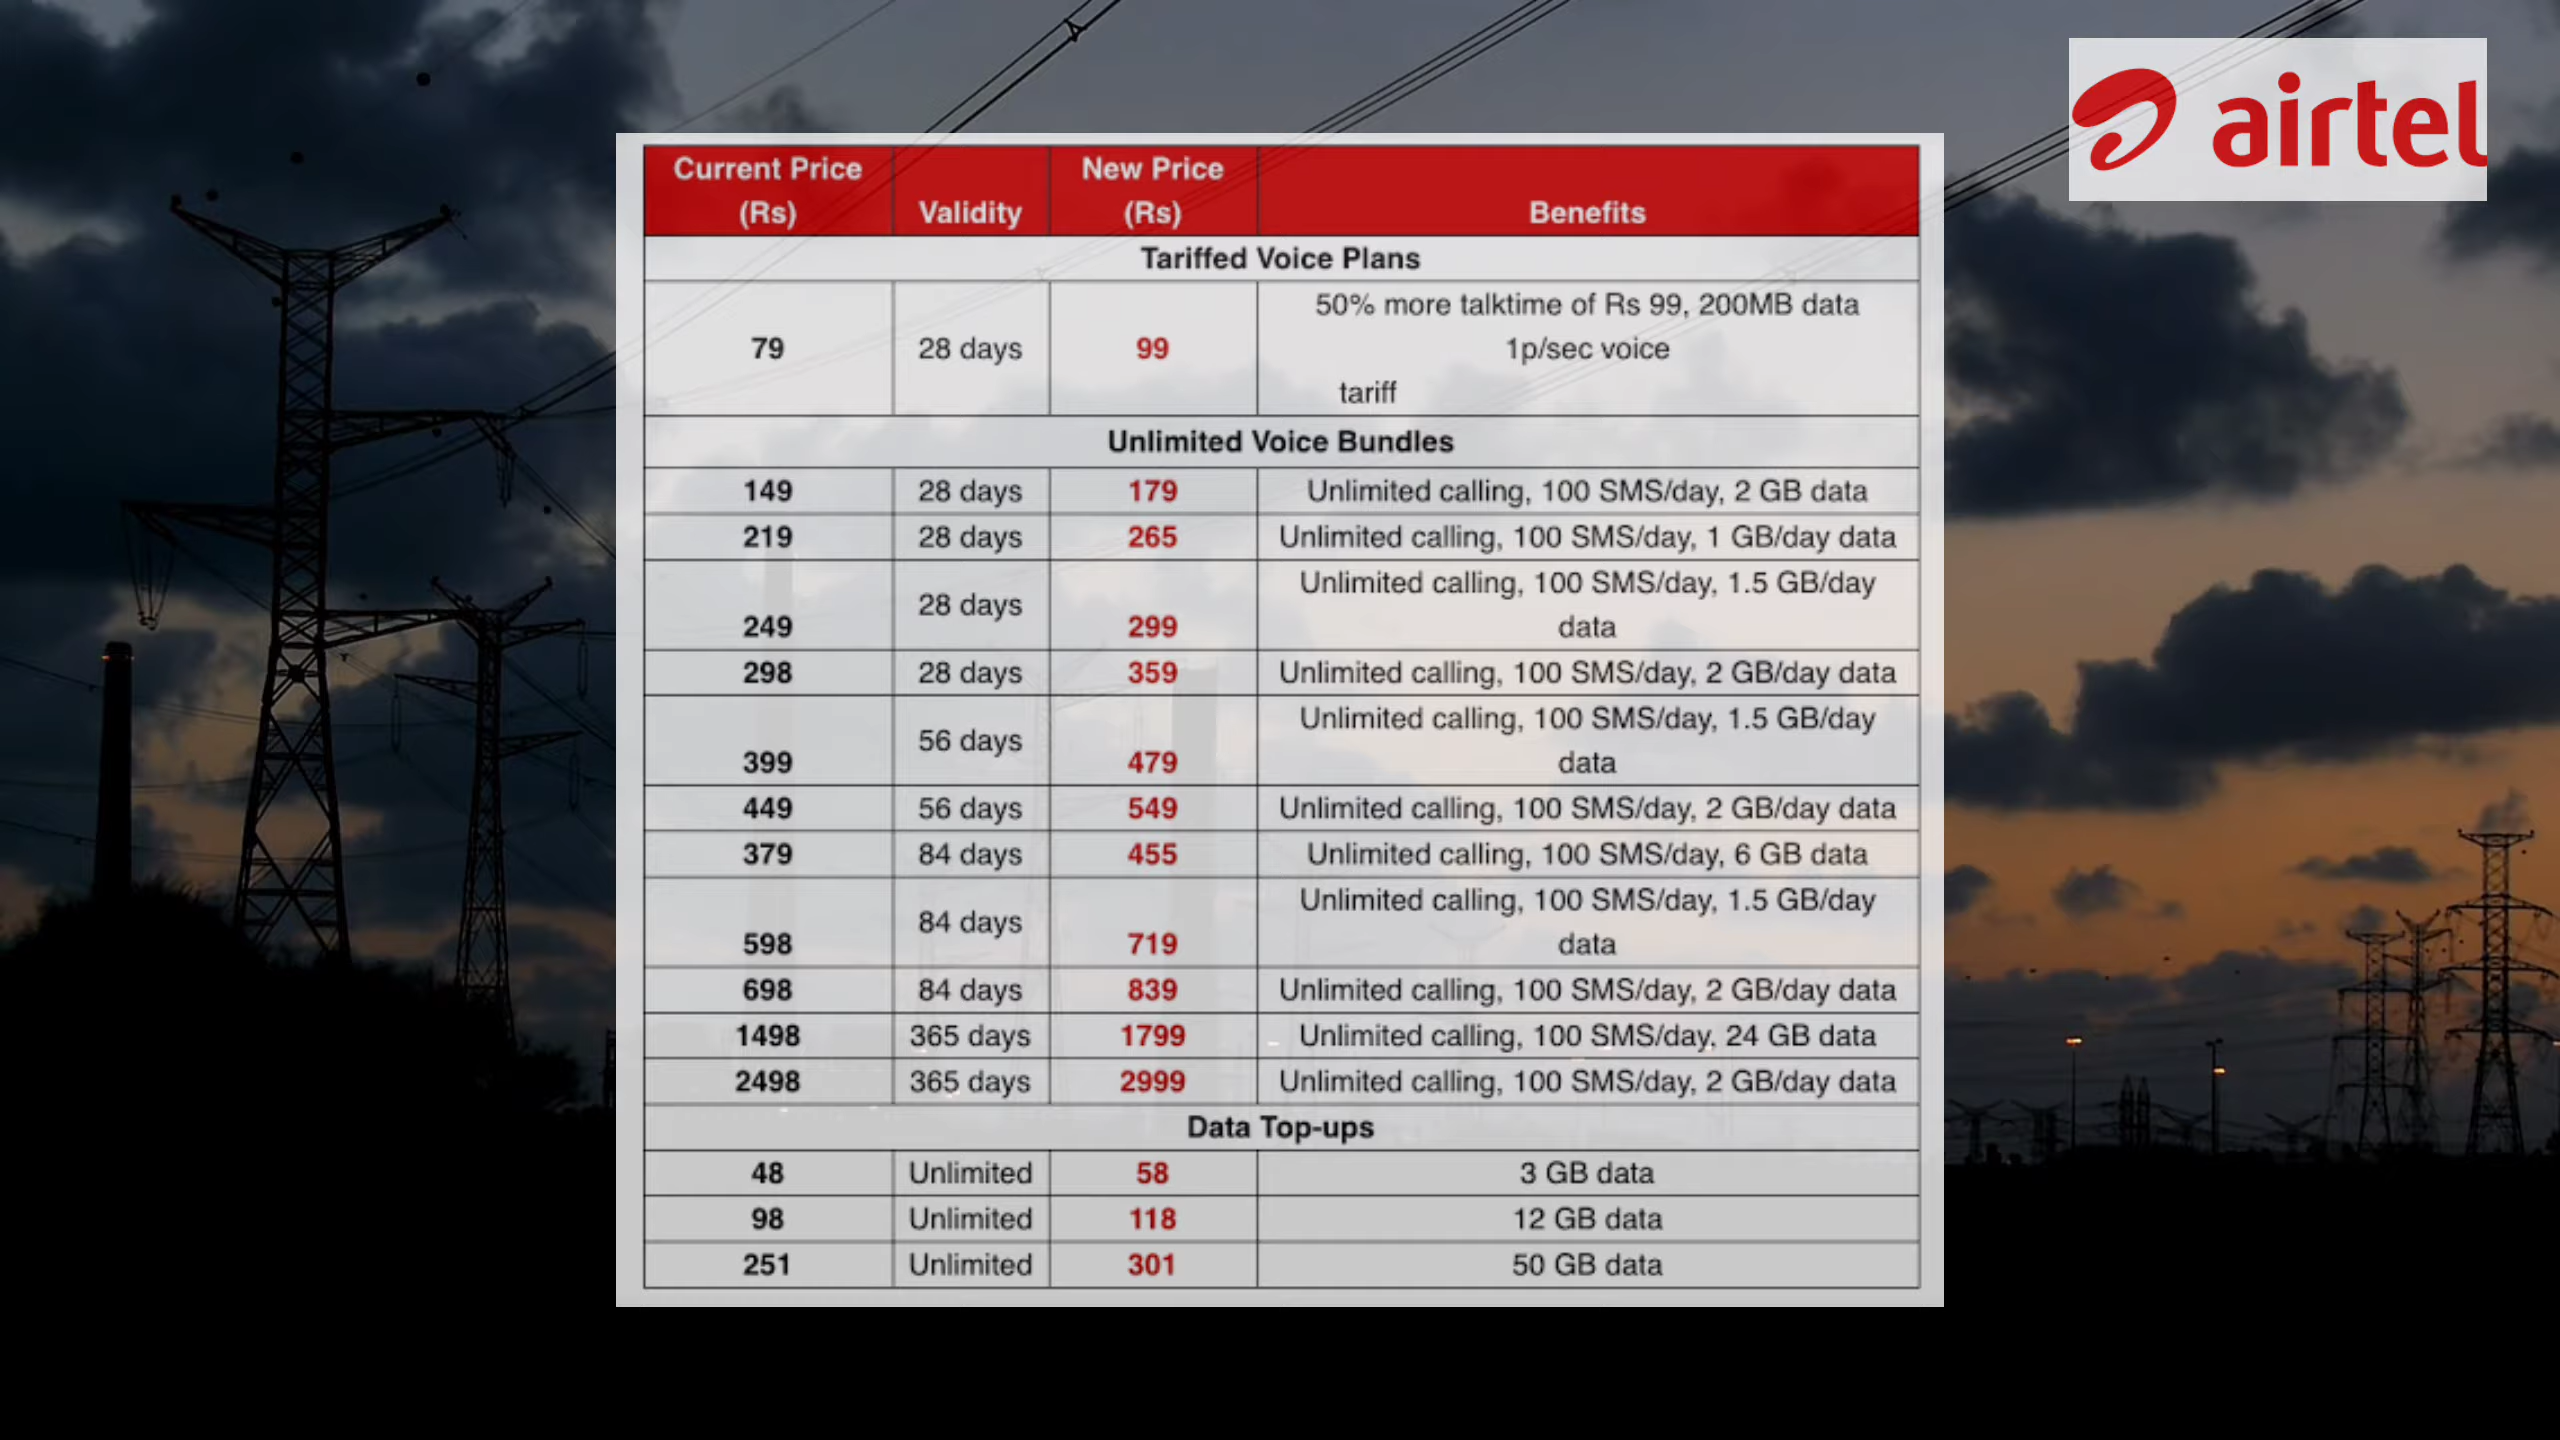 airtel
Current Price (Rs) Validity New Price (Rs) Benefits
Tariffed Voice Plans
79 28 days 99 50% more talktime of Rs 99, 200MB data
1p/sec voice
tariff
Unlimited Voice Bundles
149 28 days 179 Unlimited calling, 100 SMS/day, 2 GB data
219 28 days 265 Unlimited calling, 100 SMS/day, 1 GB/day data
249 28 days 299 Unlimited calling, 100 SMS/day, 1.5 GB/day
data
298 28 days 359 Unlimited calling, 100 SMS/day, 2 GB/day data
399 56 days 479 Unlimited calling, 100 SMS/day, 1.5 GB/day
data
449 56 days 549 Unlimited calling, 100 SMS/day, 2 GB/day data
379 84 days 455 Unlimited calling, 100 SMS/day, 6 GB data
598 84 days 719 Unlimited calling, 100 SMS/day, 1.5 GB/day
data
698 84 days 839 Unlimited calling, 100 SMS/day, 2 GB/day data
1498 365 days 1799 Unlimited calling, 100 SMS/day, 24 GB data
2498 365 days 2999 Unlimited calling, 100 SMS/day, 2 GB/day data
Data Top-ups
48 Unlimited 58 3 GB data
98 Unlimited 118 12 GB data
251 Unlimited 301 50 GB data